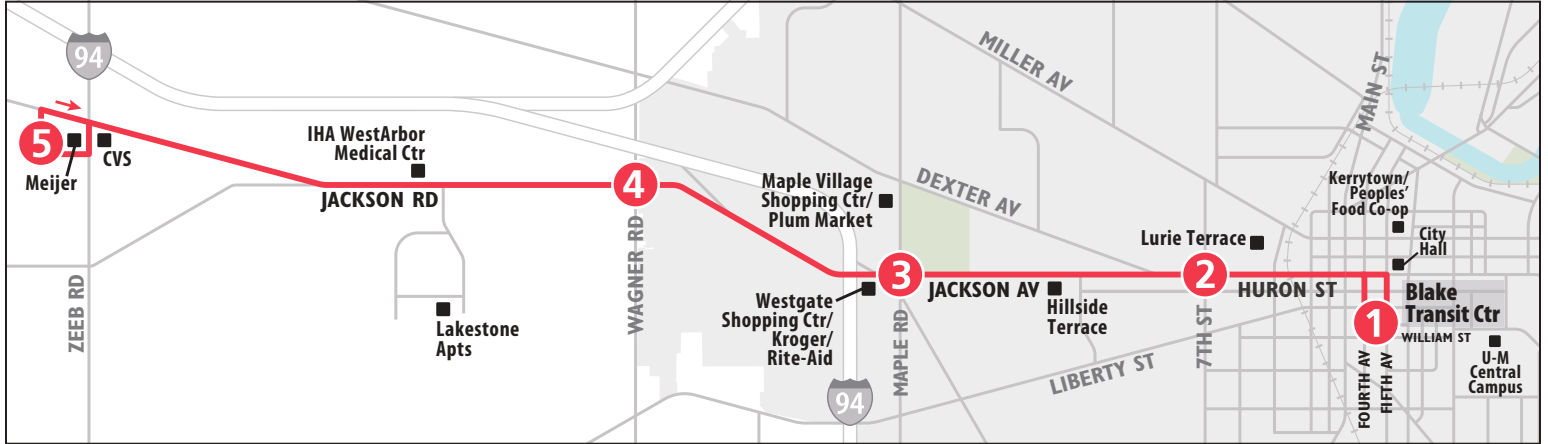 94
5
Meijer
CVS
ZEEB RD
IHA WestArbor
Medical Ctr
JACKSON RD
Lakestone
Apts
4
WAGNER RD
Maple Village
Shopping Ctr/
Plum Market
Westgate
Shopping Ctr/
Kroger/
Rite-Aid
94
3
MAPLE RD
JACKSON AV
Hillside
Terrace
DEXTER AV
MILLER AV
LIBERTY ST
Lurie Terrace
2
7TH ST
HURON ST
MAIN ST
Kerrytown/
Peoples'
Food Co-op
City
Hall
Blake
Transit Ctr
1
WILLIAM ST
FOURTH AV
FIFTH AV
U-M
Central
Campus